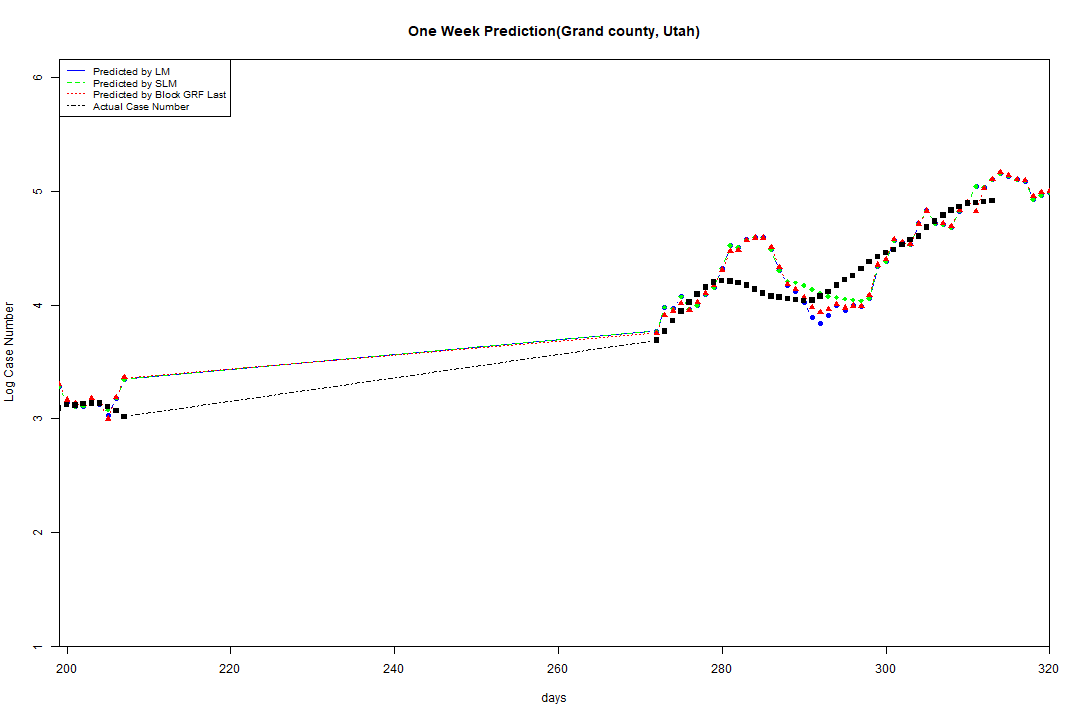 One Week Prediction(Grand county, Utah)
Predicted by LM
Predicted by SLM
Predicted by Block GRF Last
Actual Case Number
6
5
4
3
2
1
Log Case Number
200 220 240 260 280 300 320
days